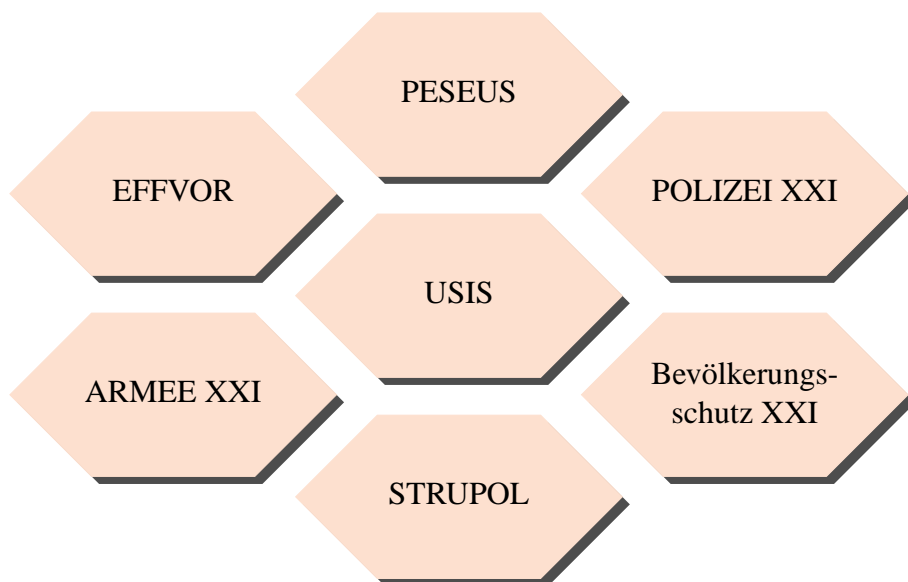 PESEUS
EFFVOR
POLIZEI XXI
USIS
ARMEE XXI
Bevölkerungs-
schutz XXI
STRUPOL